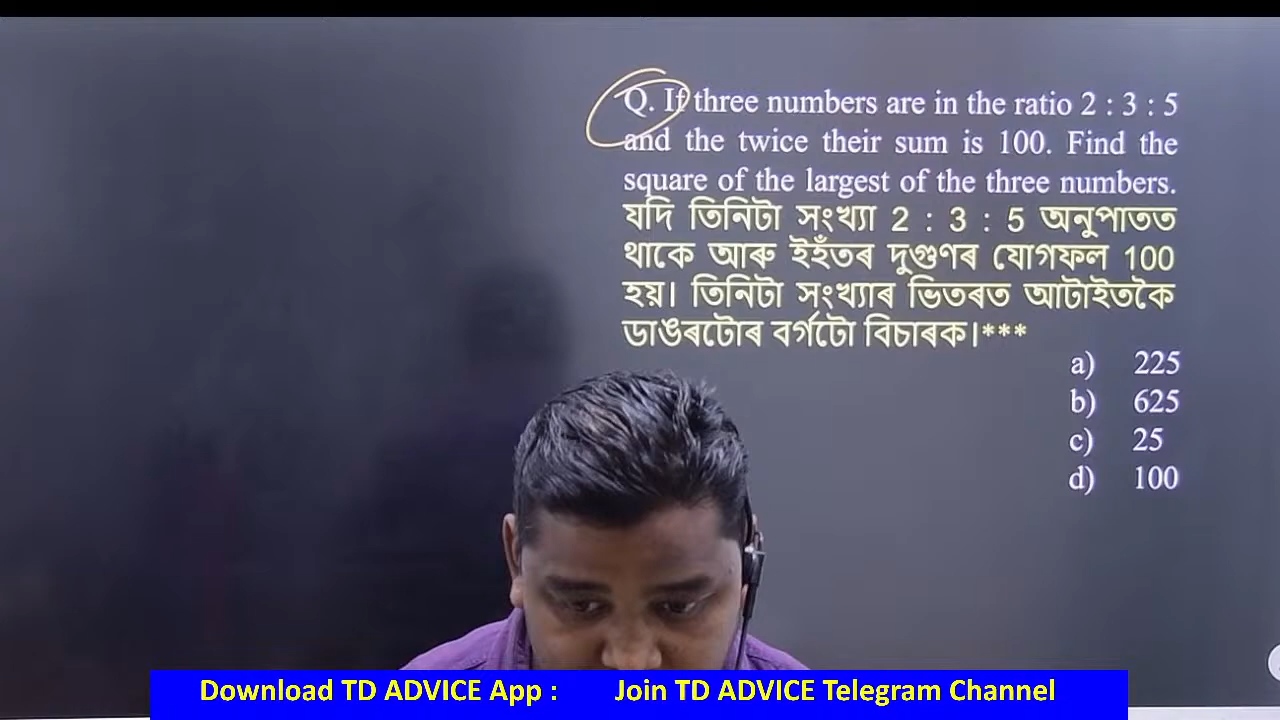 Q. If three numbers are in the ratio 2 : 3 : 5
and the twice their sum is 100. Find the
square of the largest of the three numbers.
যদি তিনিটা সংখ্যা 2 : 3 : 5 অনুপাতত
থাকে আৰু ইহঁতৰ দুগুণৰ যোগফল 100
হয়। তিনিটা সংখ্যাৰ ভিতৰত আটাইতকৈ
ডাঙৰটোৰ বৰ্গটো বিচাৰক।***
a) 225
b) 625
c) 25
d) 100
Download TD ADVICE App : Join TD ADVICE Telegram Channel